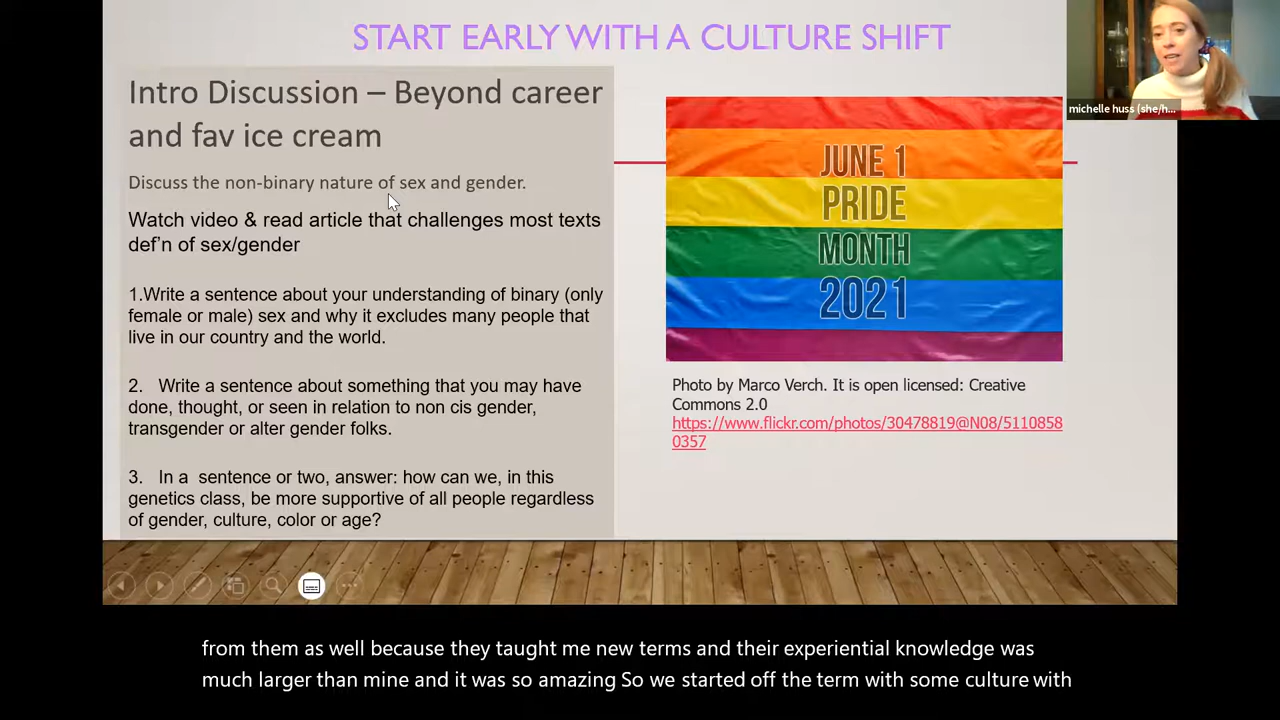 START EARLY WITH A CULTURE SHIFT
Intro Discussion – Beyond career
and fav ice cream
Discuss the non-binary nature of sex and gender.
Watch video & read article that challenges most texts
def’n of sex/gender
1.Write a sentence about your understanding of binary (only
female or male) sex and why it excludes many people that
live in our country and the world.
2. Write a sentence about something that you may have
done, thought, or seen in relation to non cis gender,
transgender or alter gender folks.
3. In a sentence or two, answer: how can we, in this
genetics class, be more supportive of all people regardless
of gender, culture, color or age?
JUNE 1
PRIDE
MONTH
2021
Photo by Marco Verch. It is open licensed: Creative
Commons 2.0
https://www.flickr.com/photos/30478819@N08/5110858
0357
michelle huss (she/h...
from them as well because they taught me new terms and their experiential knowledge was
much larger than mine and it was so amazing So we started off the term with some culture with